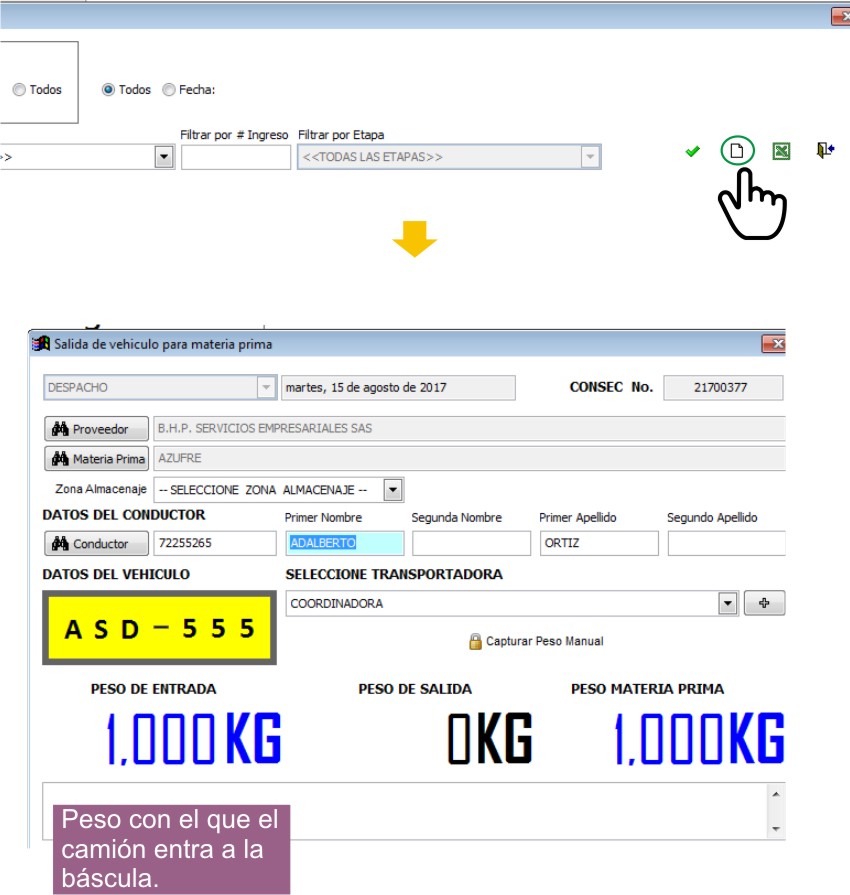 Todos Todos Fecha:
Filtrar por # Ingreso Filtrar por Etapa
>> <<TODAS LAS ETAPAS>>
Salida de vehiculo para materia prima
DESPACHO martes, 15 de agosto de 2017 CONSEC No. 21700377
Proveedor B.H.P. SERVICIOS EMPRESARIALES SAS
Materia Prima AZUFRE
Zona Almacenaje -- SELECCIONE ZONA ALMACENAJE --
DATOS DEL CONDUCTOR Primer Nombre Segunda Nombre Primer Apellido Segundo Apellido
Conductor 72255265 ADALBERTO ORTIZ
DATOS DEL VEHICULO SELECCIONE TRANSPORTADORA
COORDINADORA
ASD-555
Capturar Peso Manual
PESO DE ENTRADA PESO DE SALIDA PESO MATERIA PRIMA
1,000KG 0KG 1,000KG
Peso con el que el
camión entra a la
báscula.